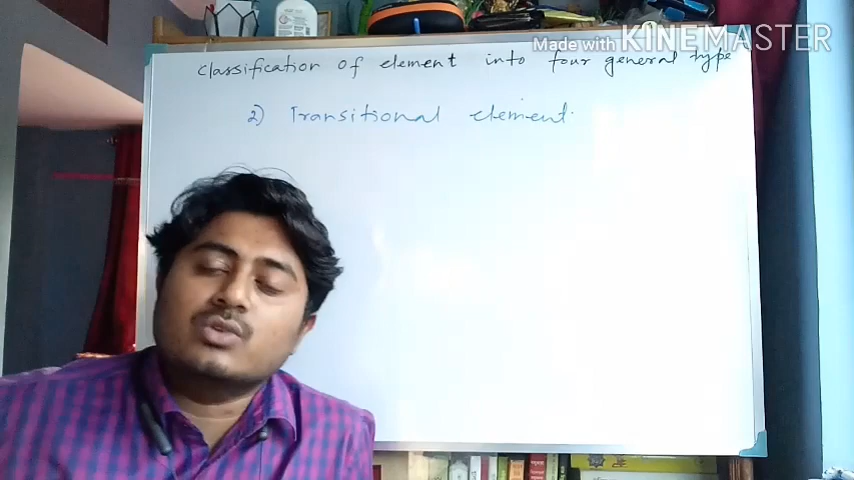 Made with KINEMASTER
classification of element into four general type
2) Transitional element.